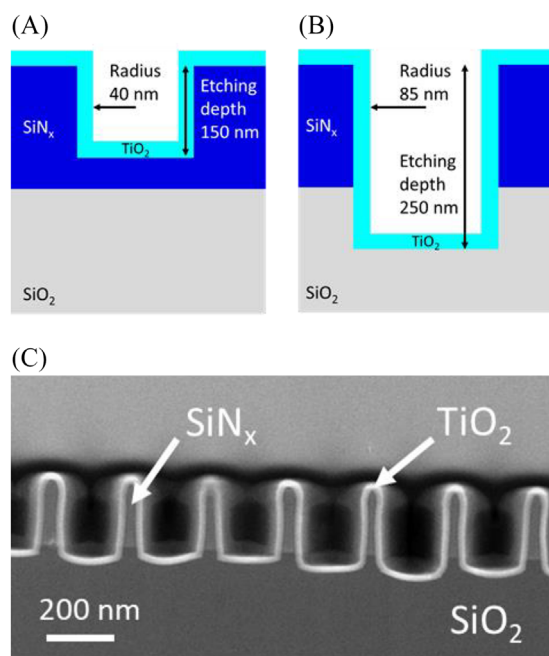 (A)
(B)
Radius
40 nm
Etching
depth
150 nm
SiNₓ
TiO₂
SiO₂
Radius
85 nm
SiNₓ
Etching
depth
250 nm
TiO₂
SiO₂
(C)
SiNₓ
TiO₂
200 nm
SiO₂